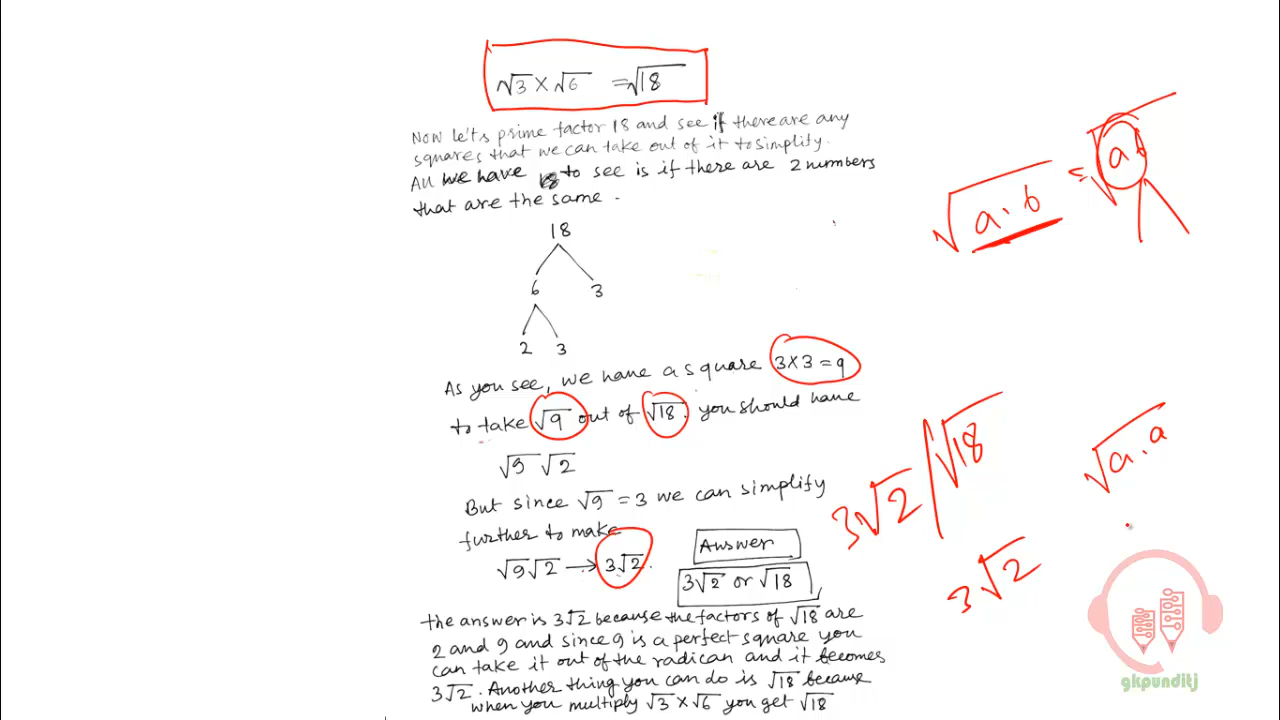 √3 × √6 = √18
Now let's prime factor 18 and see if there are any
squares that we can take out of it to simplify.
All we have to see is if there are 2 numbers
that are the same.
18
6 3
2 3
As you see, we have a square 3×3=9
to take √9 out of √18. you should have
√9 √2
But since √9 = 3 we can simplify
further to make
√9√2 → 3√2.
Answer
3√2 or √18
the answer is 3√2 because the factors of √18 are
2 and 9 and since 9 is a perfect square you
can take it out of the radican and it becomes
3√2. Another thing you can do is √18 because
when you multiply √3 × √6 you get √18
√a·b = √a
3√2 / √18
√a·a
3√2
gkpunditj